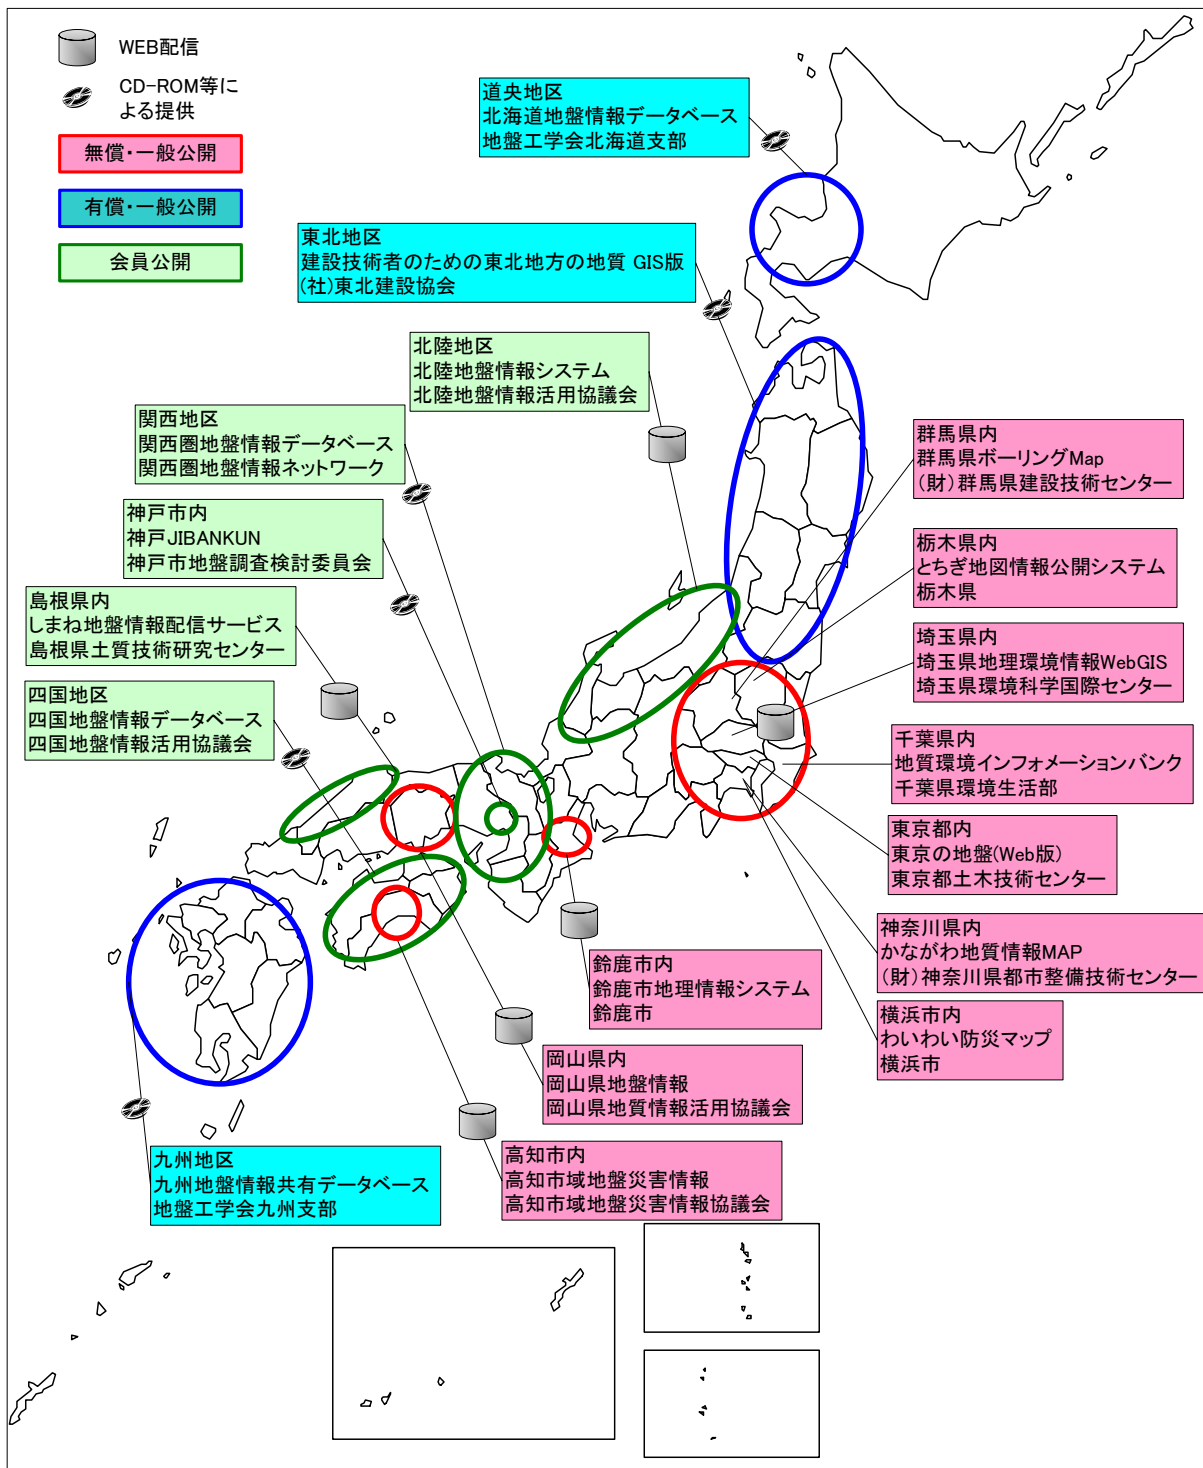 WEB配信
CD-ROM等に
よる提供
無償・一般公開
有償・一般公開
会員公開
道央地区
北海道地盤情報データベース
地盤工学会北海道支部
東北地区
建設技術者のための東北地方の地質 GIS版
(社)東北建設協会
北陸地区
北陸地盤情報システム
北陸地盤情報活用協議会
関西地区
関西圏地盤情報データベース
関西圏地盤情報ネットワーク
神戸市内
神戸JIBANKUN
神戸市地盤調査検討委員会
島根県内
しまね地盤情報配信サービス
島根県土質技術研究センター
四国地区
四国地盤情報データベース
四国地盤情報活用協議会
群馬県内
群馬県ボーリングMap
(財)群馬県建設技術センター
栃木県内
とちぎ地図情報公開システム
栃木県
埼玉県内
埼玉県地理環境情報WebGIS
埼玉県環境科学国際センター
千葉県内
地質環境インフォメーションバンク
千葉県環境生活部
東京都内
東京の地盤(Web版)
東京都土木技術センター
神奈川県内
かながわ地質情報MAP
(財)神奈川県都市整備技術センター
横浜市内
わいわい防災マップ
横浜市
鈴鹿市内
鈴鹿市地理情報システム
鈴鹿市
岡山県内
岡山県地盤情報
岡山県地質情報活用協議会
高知市内
高知市域地盤災害情報
高知市域地盤災害情報協議会
九州地区
九州地盤情報共有データベース
地盤工学会九州支部